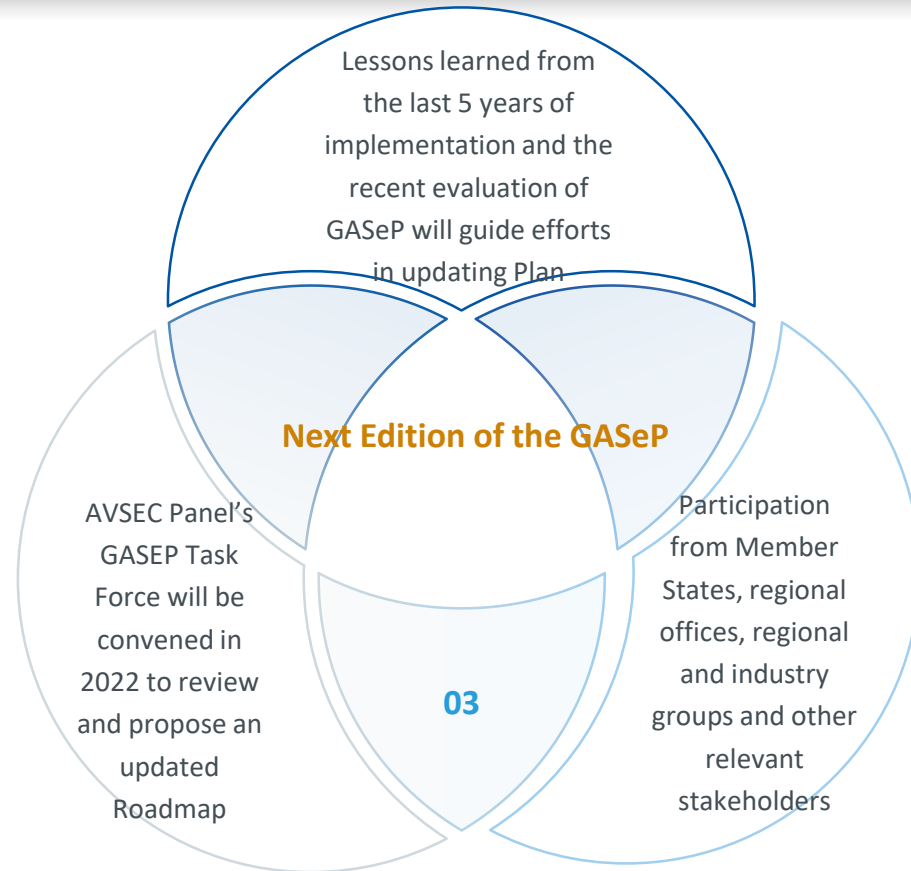 Lessons learned from
the last 5 years of
implementation and the
recent evaluation of
GASeP will guide efforts
in updating Plan
Next Edition of the GASeP
AVSEC Panel's
GASEP Task
Force will be
convened in
2022 to review
and propose an
updated
Roadmap
Participation
from Member
States, regional
offices, regional
and industry
groups and other
relevant
stakeholders
03